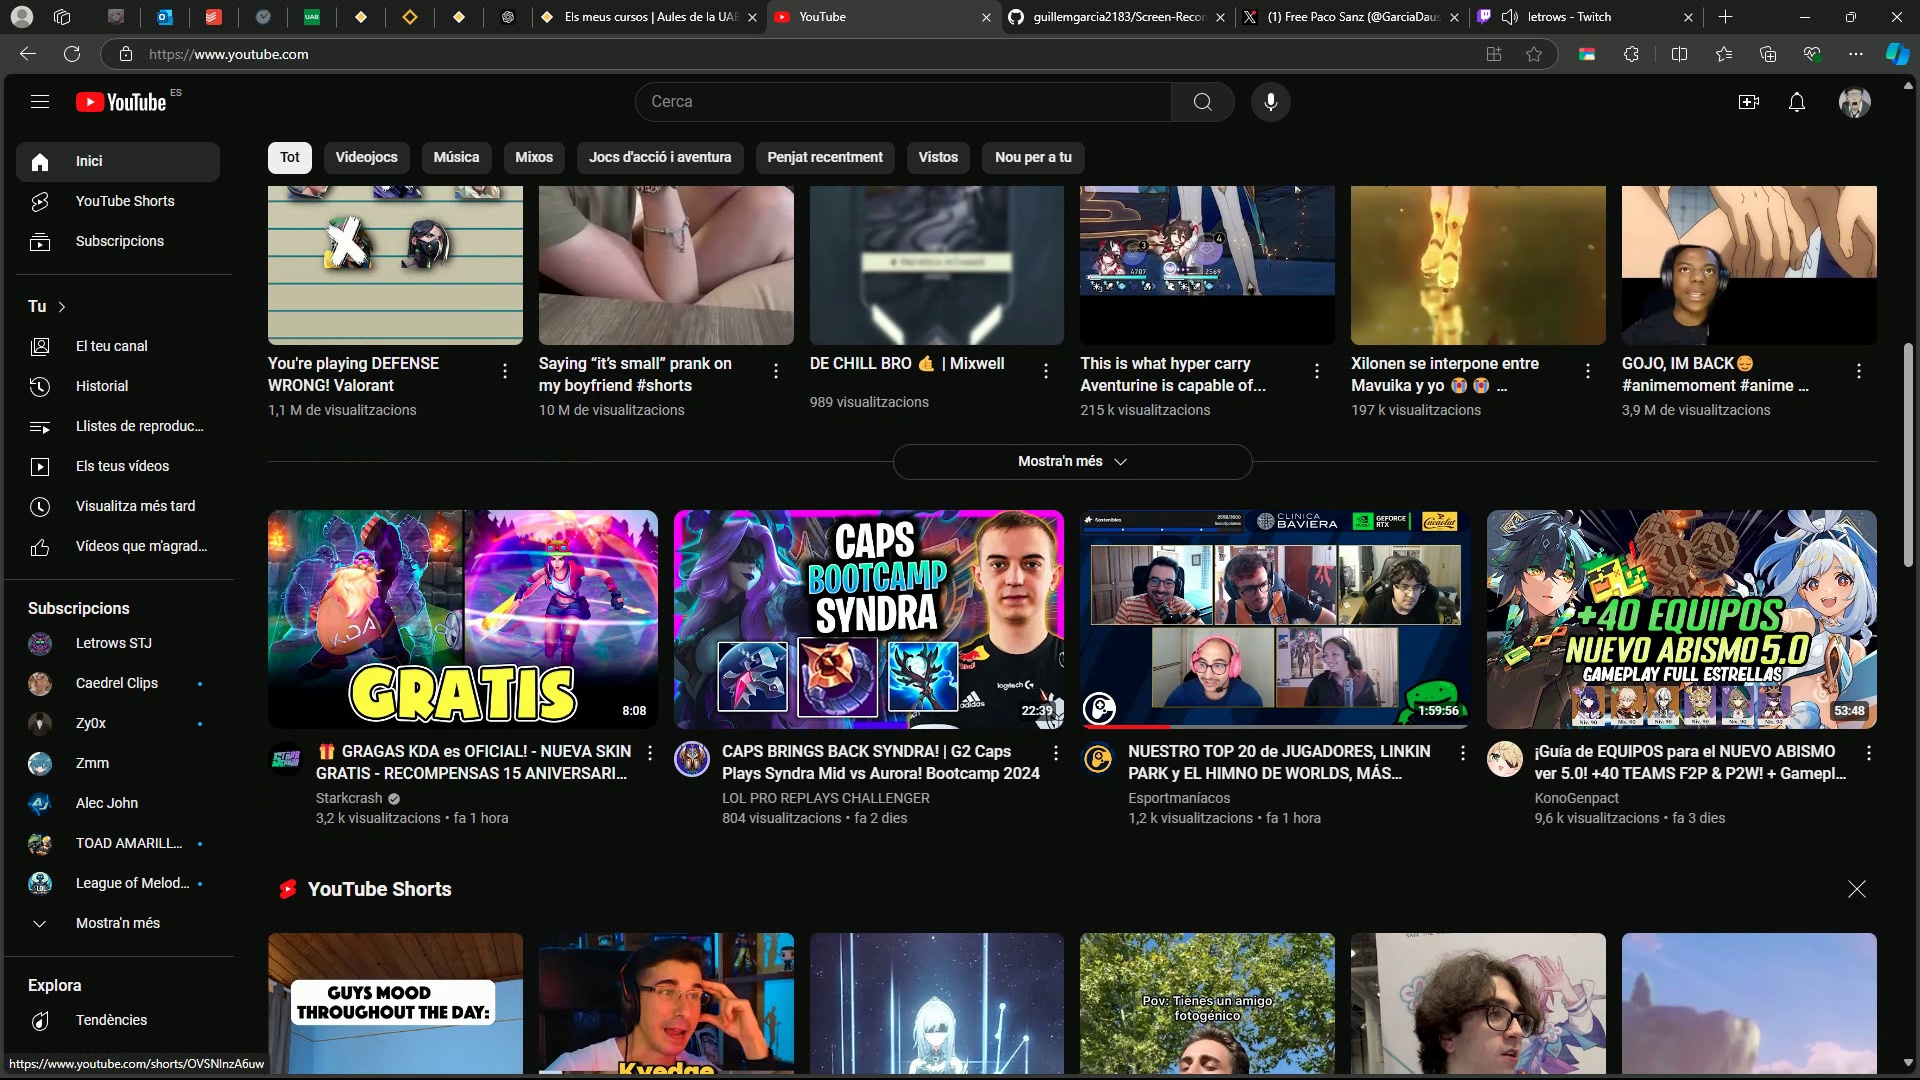 Els meus cursos | Aules de la UAB
YouTube
guillemgarcia2183/Screen-Recor
(1) Free Paco Sanz (@GarciaDaus
letrows - Twitch
https://www.youtube.com
YouTube ES
Cerca
Tot
Videojocs
Música
Mixos
Jocs d'acció i aventura
Penjat recentment
Vistos
Nou per a tu
Inici
YouTube Shorts
Subscripcions
Tu
El teu canal
Historial
Llistes de reproduc...
Els teus vídeos
Visualitza més tard
Vídeos que m'agrad...
Subscripcions
Letrows STJ
Caedrel Clips
Zy0x
Zmm
Alec John
TOAD AMARILL...
League of Melod...
Mostra'n més
Explora
Tendències
https://www.youtube.com/shorts/OVSNInzA6uw
You're playing DEFENSE
WRONG! Valorant
1,1 M de visualitzacions
Saying “it’s small” prank on
my boyfriend #shorts
10 M de visualitzacions
DE CHILL BRO 🤙 | Mixwell
989 visualitzacions
3
4707
4
2569
This is what hyper carry
Aventurine is capable of...
215 k visualitzacions
Xilonen se interpone entre
Mavuika y yo 😭 😭 ...
197 k visualitzacions
GOJO, IM BACK😔
#animemoment #anime ...
3,9 M de visualitzacions
Mostra'n més
KDA
GRATIS
8:08
🎁 GRAGAS KDA es OFICIAL! - NUEVA SKIN
GRATIS - RECOMPENSAS 15 ANIVERSARI...
Starkcrash
3,2 k visualitzacions • fa 1 hora
CAPS
BOOTCAMP
SYNDRA
logitech G
adidas
22:39
CAPS BRINGS BACK SYNDRA! | G2 Caps
Plays Syndra Mid vs Aurora! Bootcamp 2024
LOL PRO REPLAYS CHALLENGER
804 visualitzacions • fa 2 dies
CLINICA
BAVIERA
GEFORCE
RTX
Cacaolat
1:59:56
NUESTRO TOP 20 de JUGADORES, LINKIN
PARK y EL HIMNO DE WORLDS, MÁS...
Esportmaníacos
1,2 k visualitzacions • fa 1 hora
+40 EQUIPOS
NUEVO ABISMO 5.0
GAMEPLAY FULL ESTRELLAS
53:48
¡Guía de EQUIPOS para el NUEVO ABISMO
ver 5.0! +40 TEAMS F2P & P2W! + Gamepl...
KonoGenpact
9,6 k visualitzacions • fa 3 dies
YouTube Shorts
GUYS MOOD
THROUGHOUT THE DAY:
Kyedae
Pov: Tienes un amigo
fotogénico